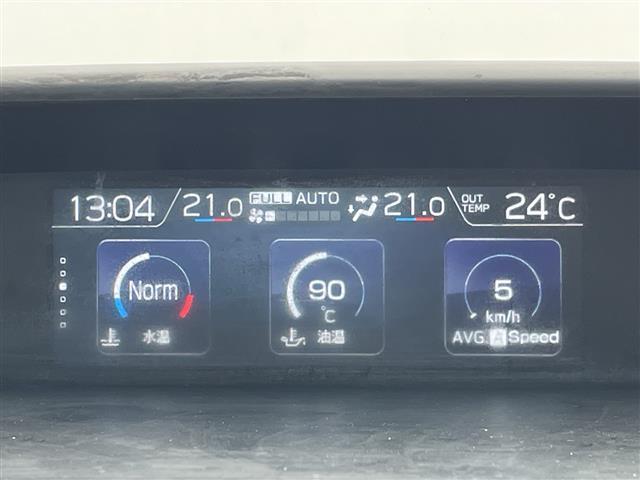 13:04 21.0 FULL AUTO 21.0 OUT TEMP 24°C
Norm 90 5
°C km/h
水温 油温 AVG. A Speed